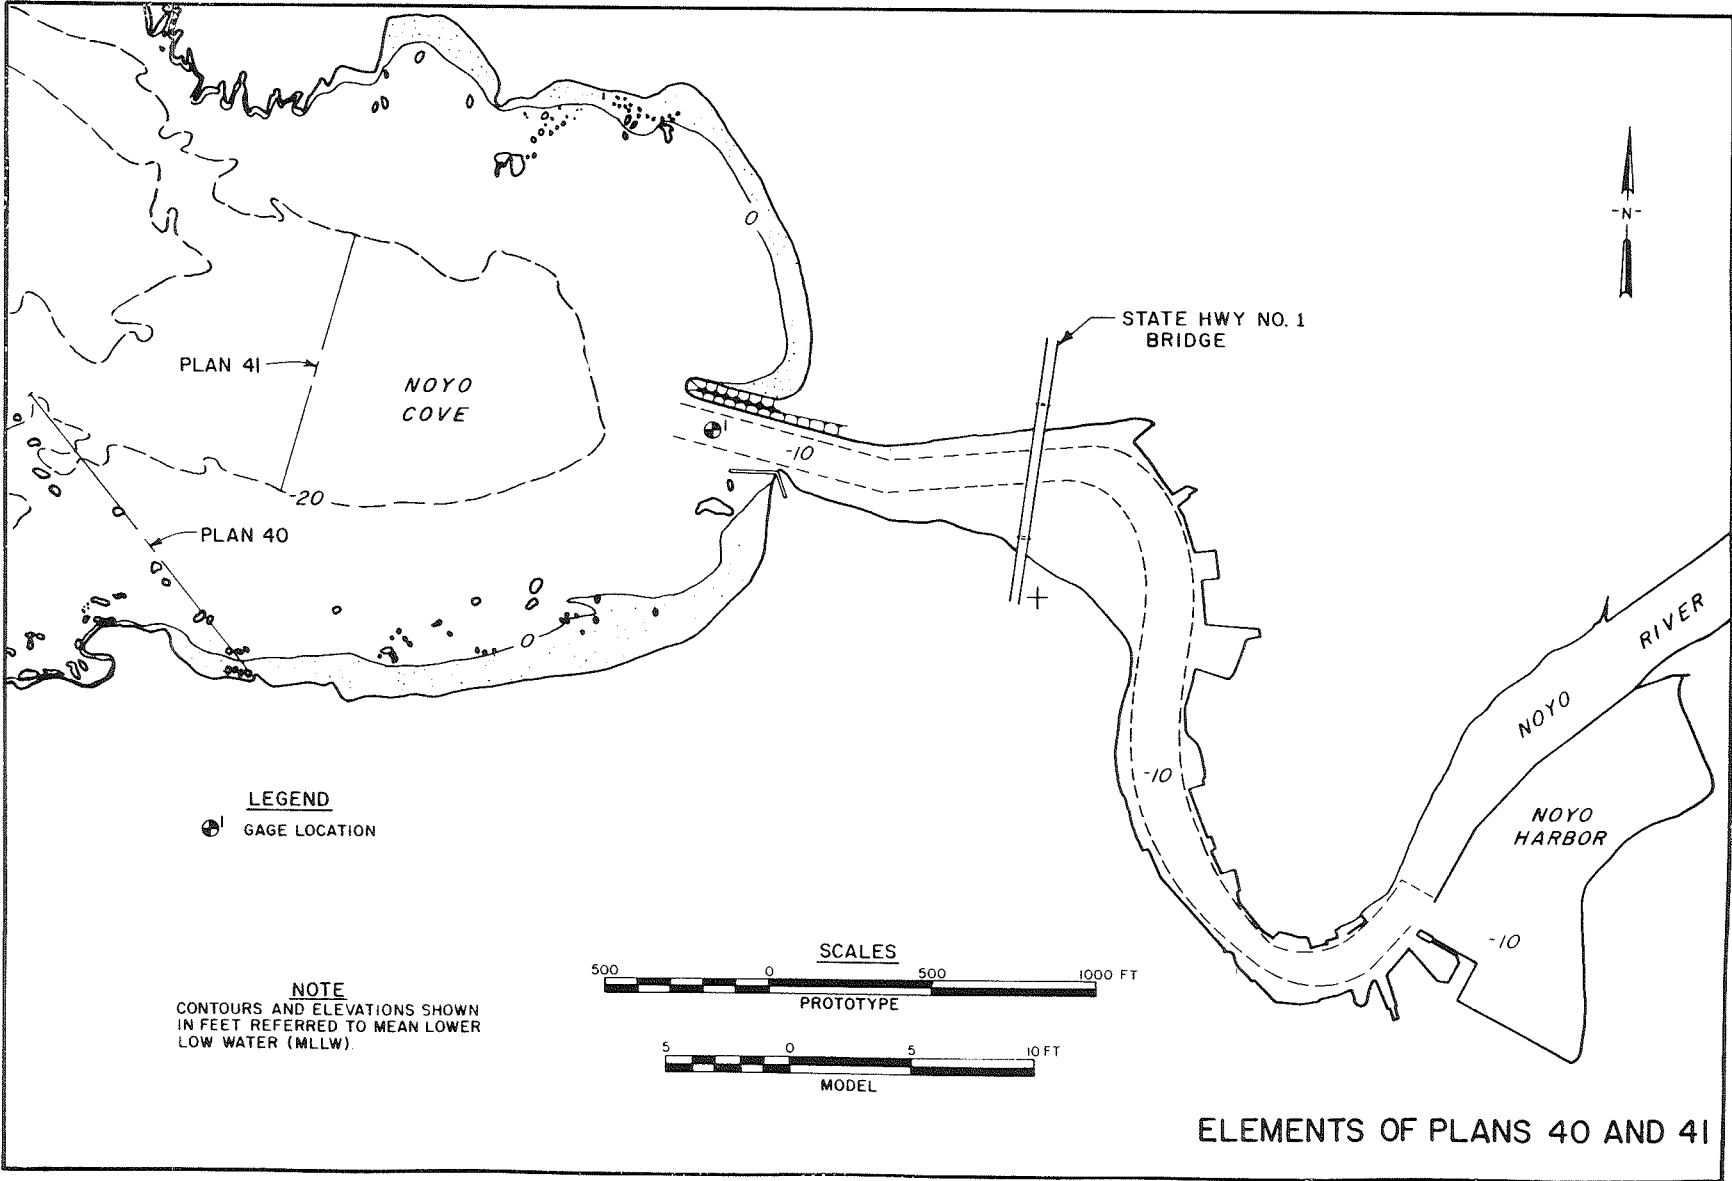 -N-
0
STATE HWY NO. 1
BRIDGE
PLAN 41
NOYO
COVE
1
-10
-20
PLAN 40
0
NOYO RIVER
-10
LEGEND
1 GAGE LOCATION
NOYO
HARBOR
-10
SCALES
500 0 500 1000 FT
PROTOTYPE
NOTE
CONTOURS AND ELEVATIONS SHOWN
IN FEET REFERRED TO MEAN LOWER
LOW WATER (MLLW).
5 0 5 10 FT
MODEL
ELEMENTS OF PLANS 40 AND 41